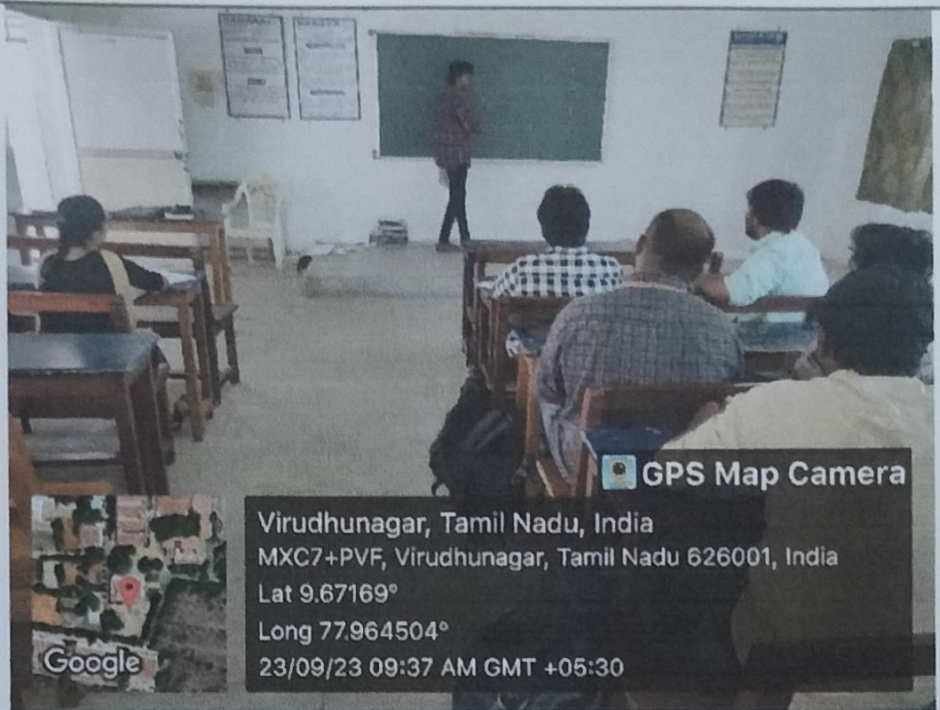 GPS Map Camera
Virudhunagar, Tamil Nadu, India
MXC7+PVF, Virudhunagar, Tamil Nadu 626001, India
Lat 9.67169°
Long 77.964504°
23/09/23 09:37 AM GMT +05:30
Google